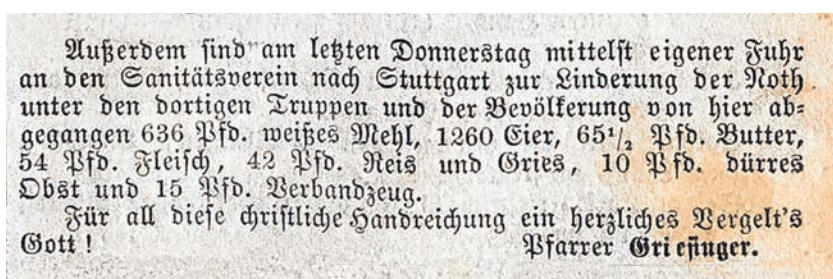 Außerdem sind am letzten Donnerstag mittelst eigener Fuhr
an den Sanitätsverein nach Stuttgart zur Linderung der Noth
unter den dortigen Truppen und der Bevölkerung von hier ab=
gegangen 636 Pfd. weißes Mehl, 1260 Eier, 65½ Pfd. Butter,
54 Pfd. Fleisch, 42 Pfd. Reis und Gries, 10 Pfd. dürres
Obst und 15 Pfd. Verbandzeug.
Für all diese christliche Handreichung ein herzliches Vergelt's
Gott! Pfarrer Griesinger.